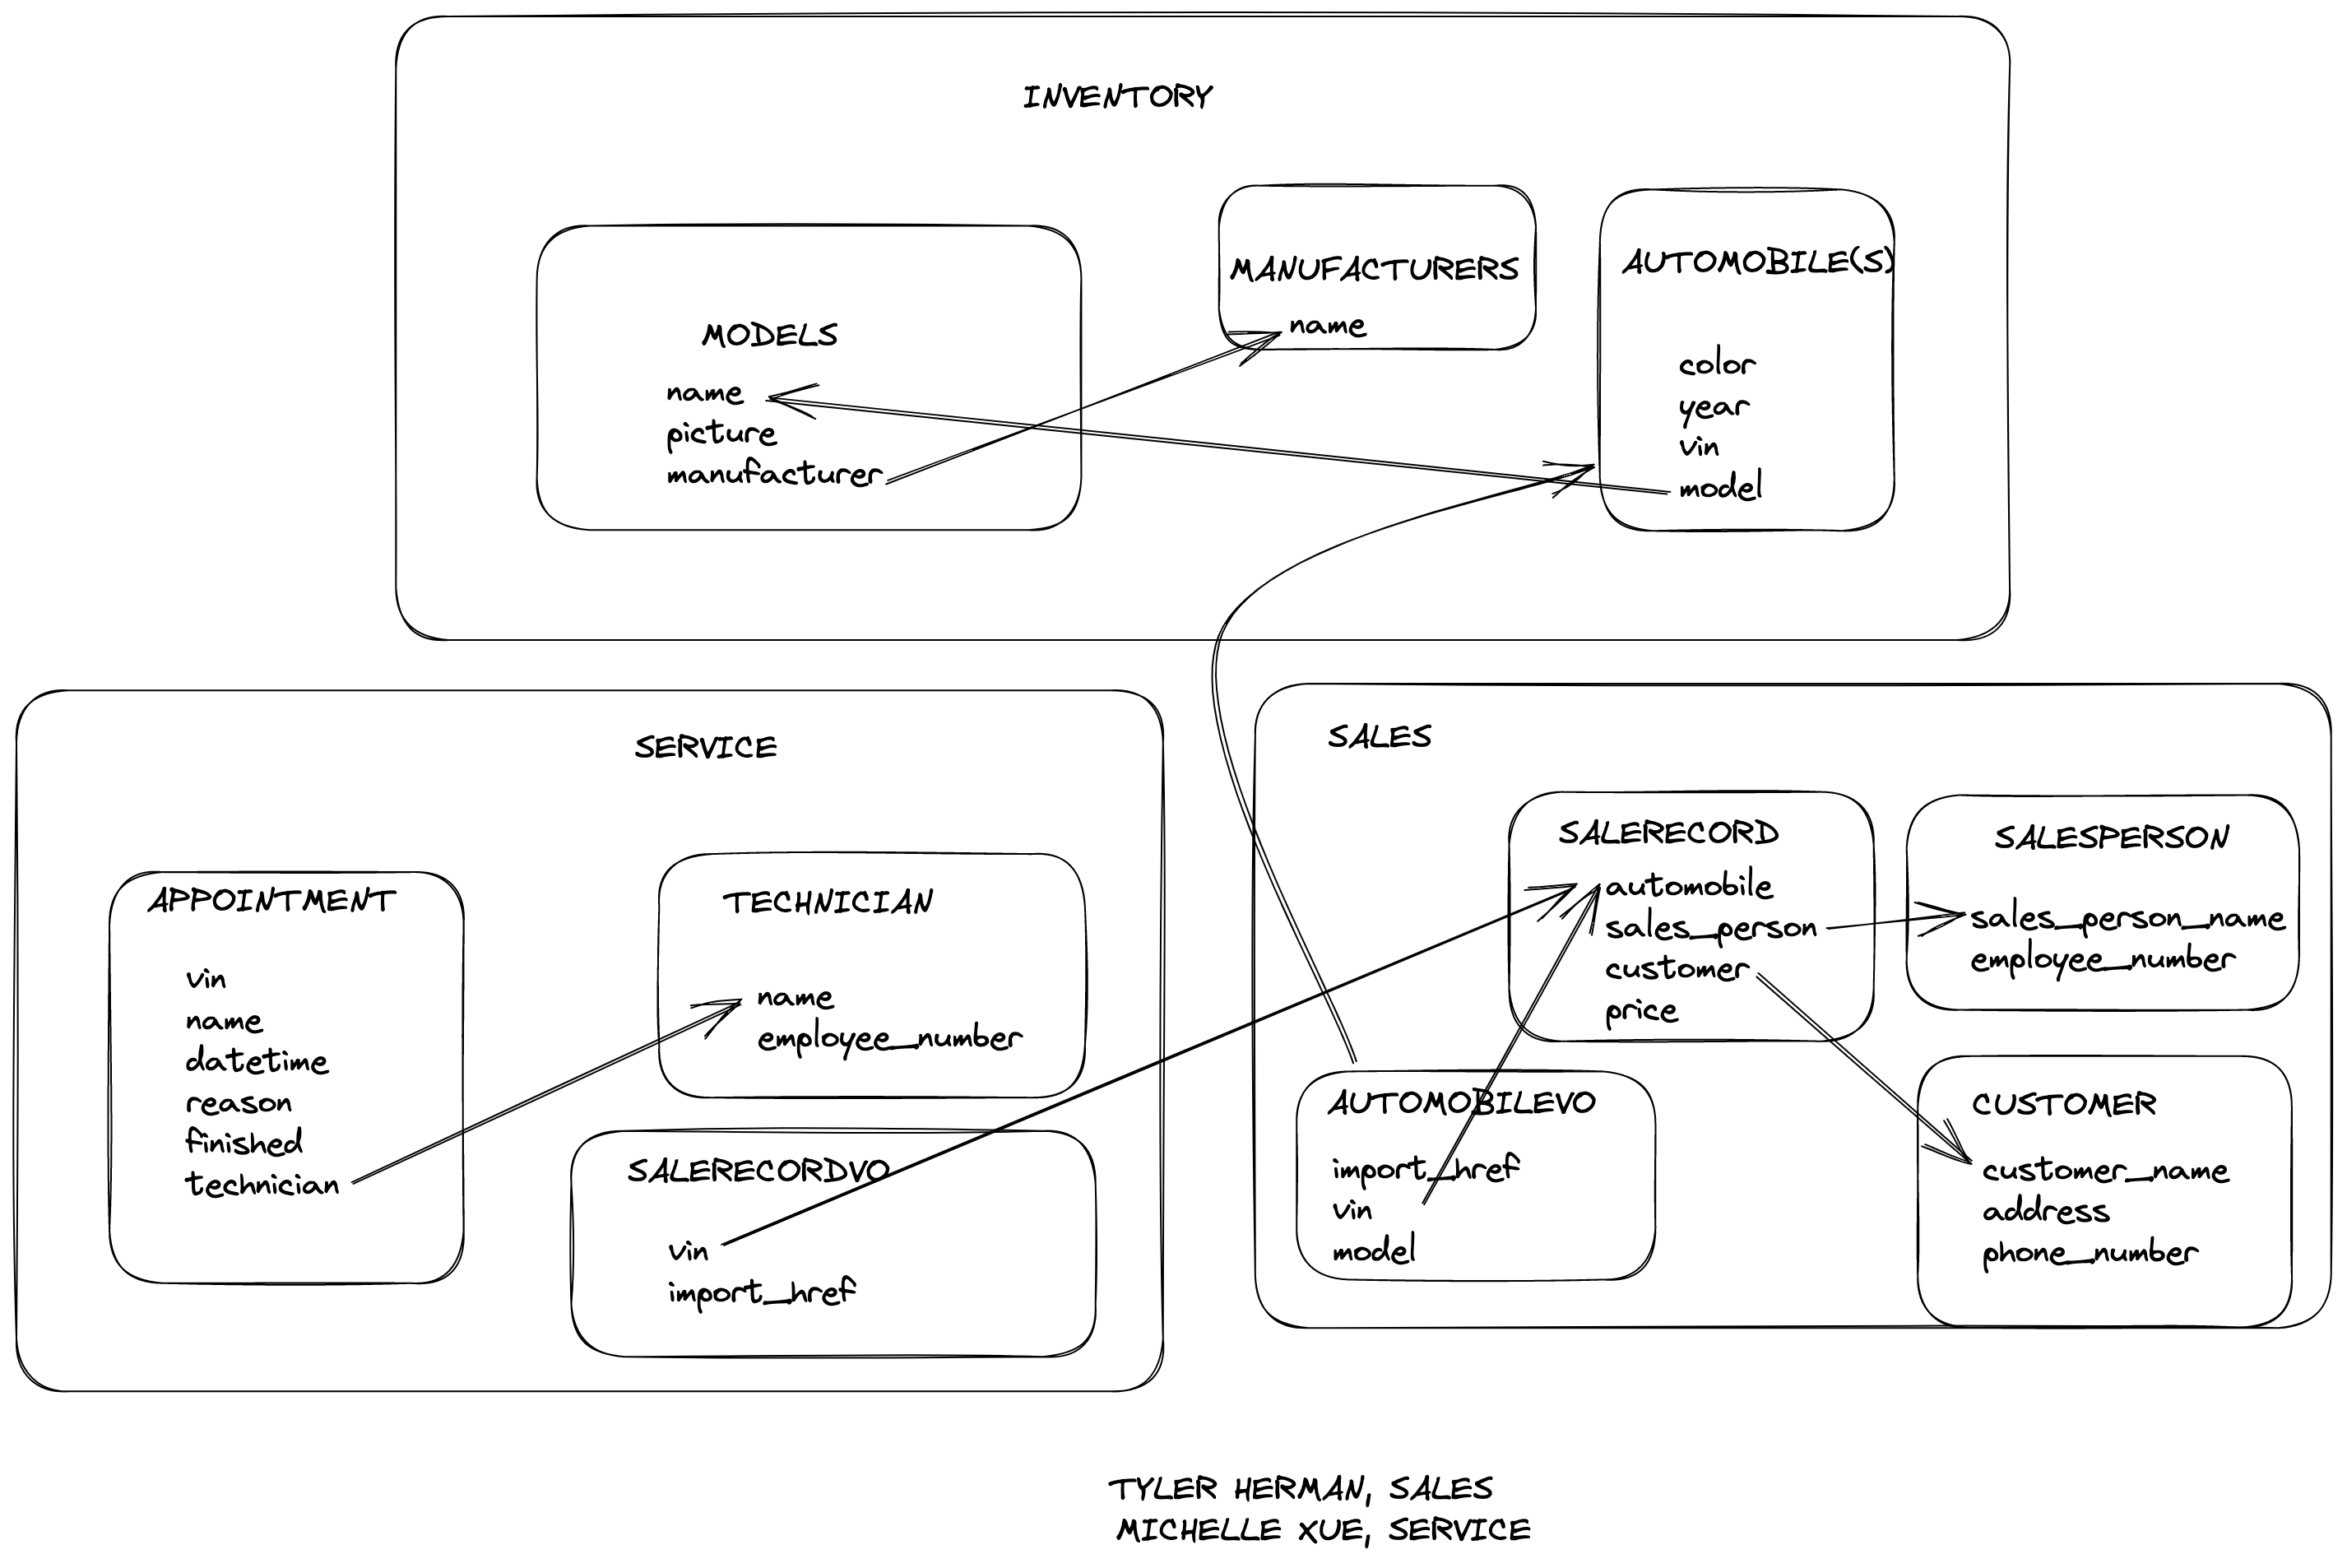 INVENTORY
MODELS
name
picture
manufacturer
MANUFACTURERS
name
AUTOMOBILE(S)
color
year
vin
model
SERVICE
APPOINTMENT
vin
name
datetime
reason
finished
technician
TECHNICIAN
name
employee_number
SALERECORDVO
vin
import_href
SALES
SALERECORD
automobile
sales_person
customer
price
SALESPERSON
sales_person_name
employee_number
AUTOMOBILEVO
import_href
vin
model
CUSTOMER
customer_name
address
phone_number
TYLER HERMAN, SALES
MICHELLE XUE, SERVICE